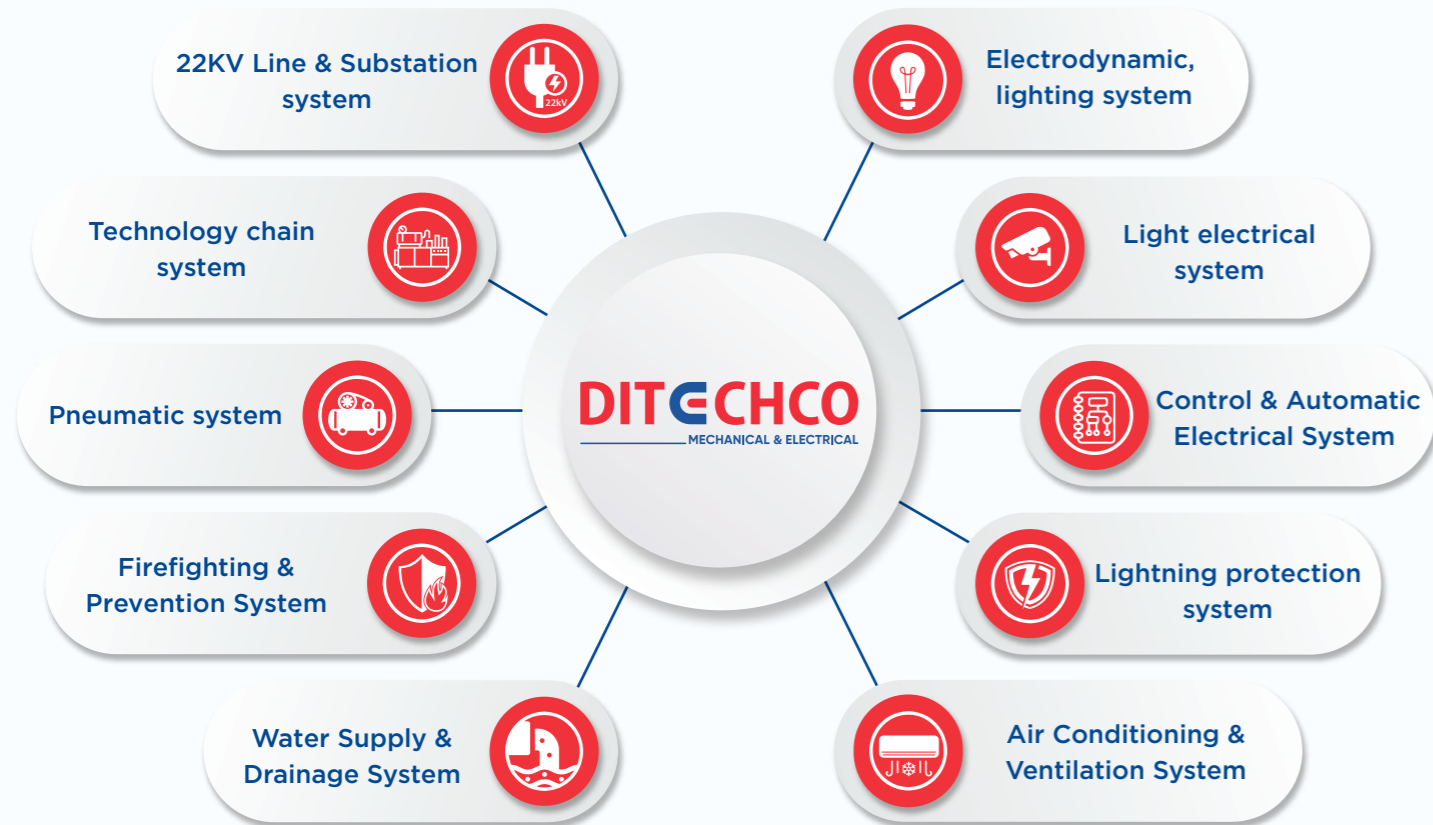 22KV Line & Substation
system
22kV
Electrodynamic,
lighting system
Technology chain
system
Light electrical
system
Pneumatic system
DITECHCO
MECHANICAL & ELECTRICAL
Control & Automatic
Electrical System
Firefighting &
Prevention System
Lightning protection
system
Water Supply &
Drainage System
Air Conditioning &
Ventilation System